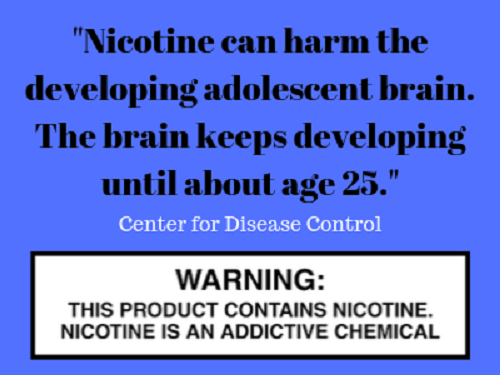 "Nicotine can harm the
developing adolescent brain.
The brain keeps developing
until about age 25."
Center for Disease Control
WARNING:
THIS PRODUCT CONTAINS NICOTINE.
NICOTINE IS AN ADDICTIVE CHEMICAL